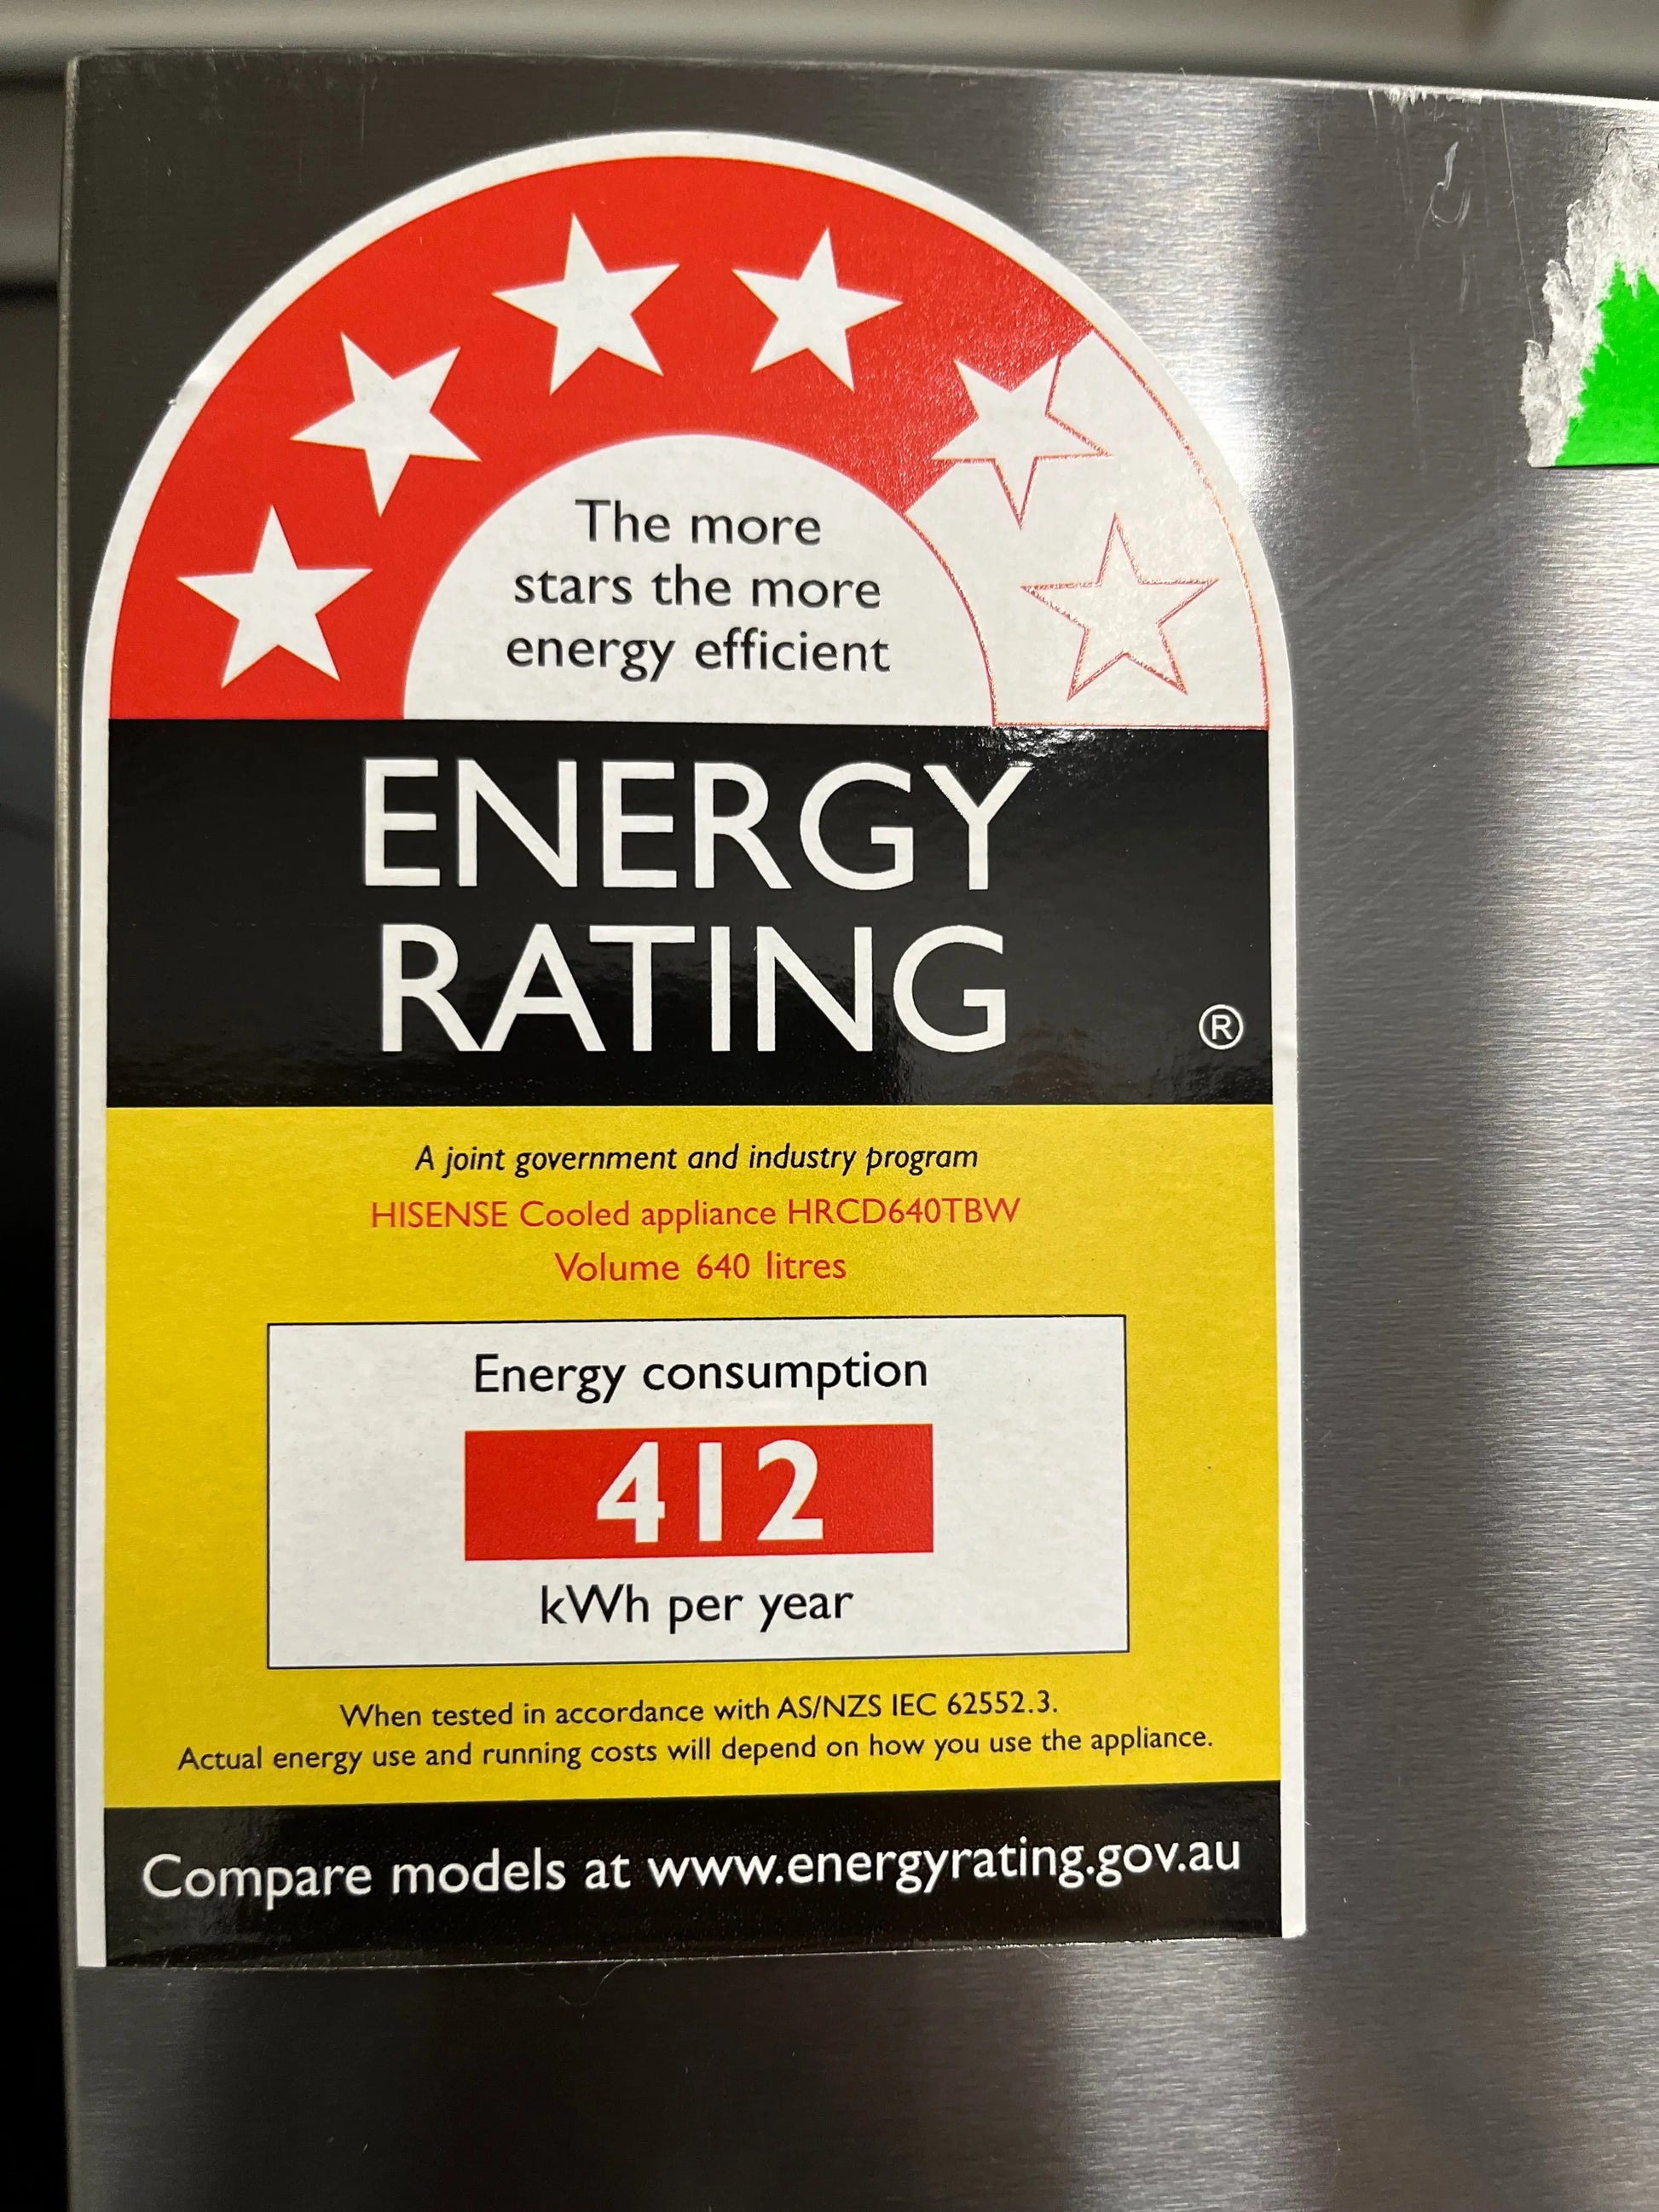 The more
stars the more
energy efficient
ENERGY
RATING
®
A joint government and industry program
HISENSE Cooled appliance HRCD640TBW
Volume 640 litres
Energy consumption
412
kWh per year
When tested in accordance with AS/NZS IEC 62552.3.
Actual energy use and running costs will depend on how you use the appliance.
Compare models at www.energyrating.gov.au